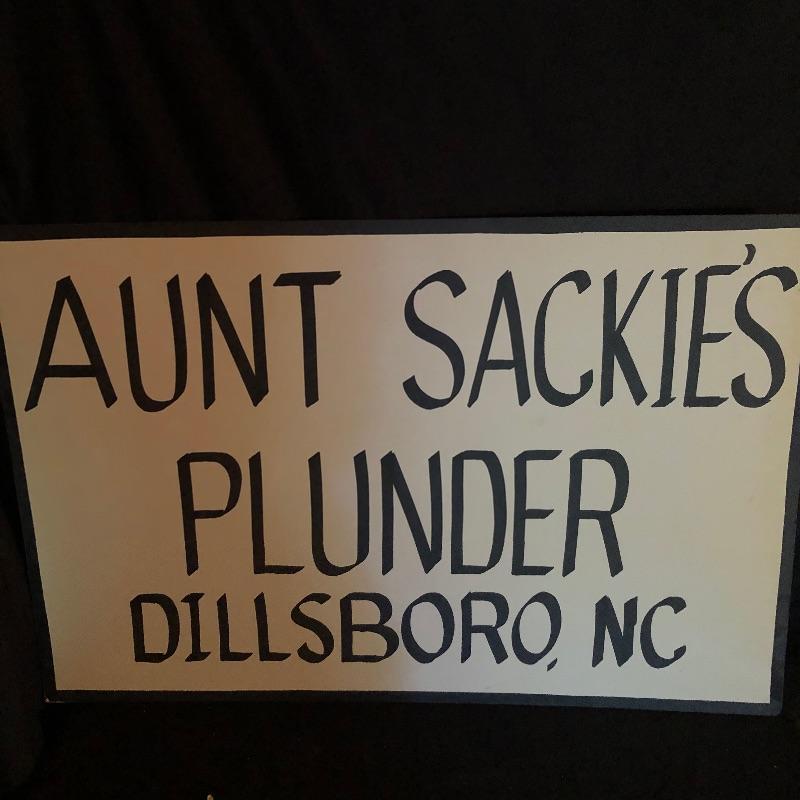 AUNT SACKIE'S
PLUNDER
DILLSBORO, NC